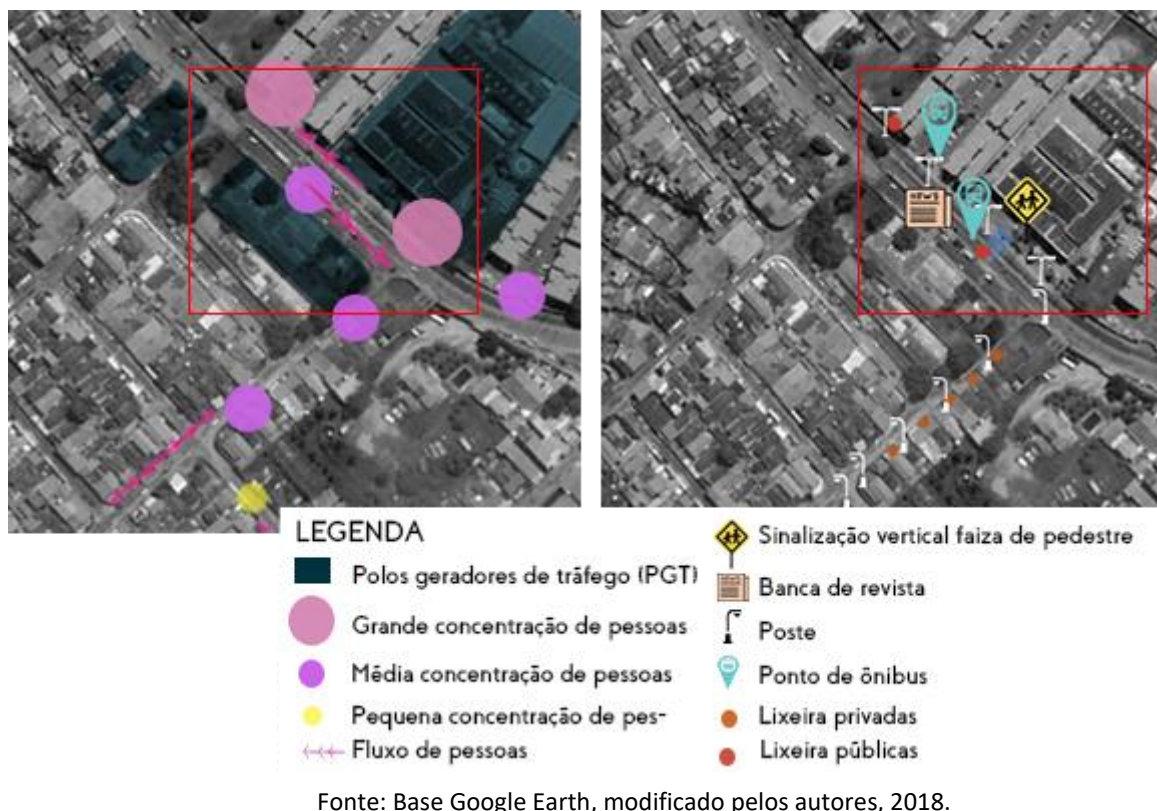 LEGENDA
Polos geradores de tráfego (PGT)
Grande concentração de pessoas
Média concentração de pessoas
Pequena concentração de pes-
Fluxo de pessoas
Sinalização vertical faiza de pedestre
Banca de revista
Poste
Ponto de ônibus
Lixeira privadas
Lixeira públicas
Fonte: Base Google Earth, modificado pelos autores, 2018.